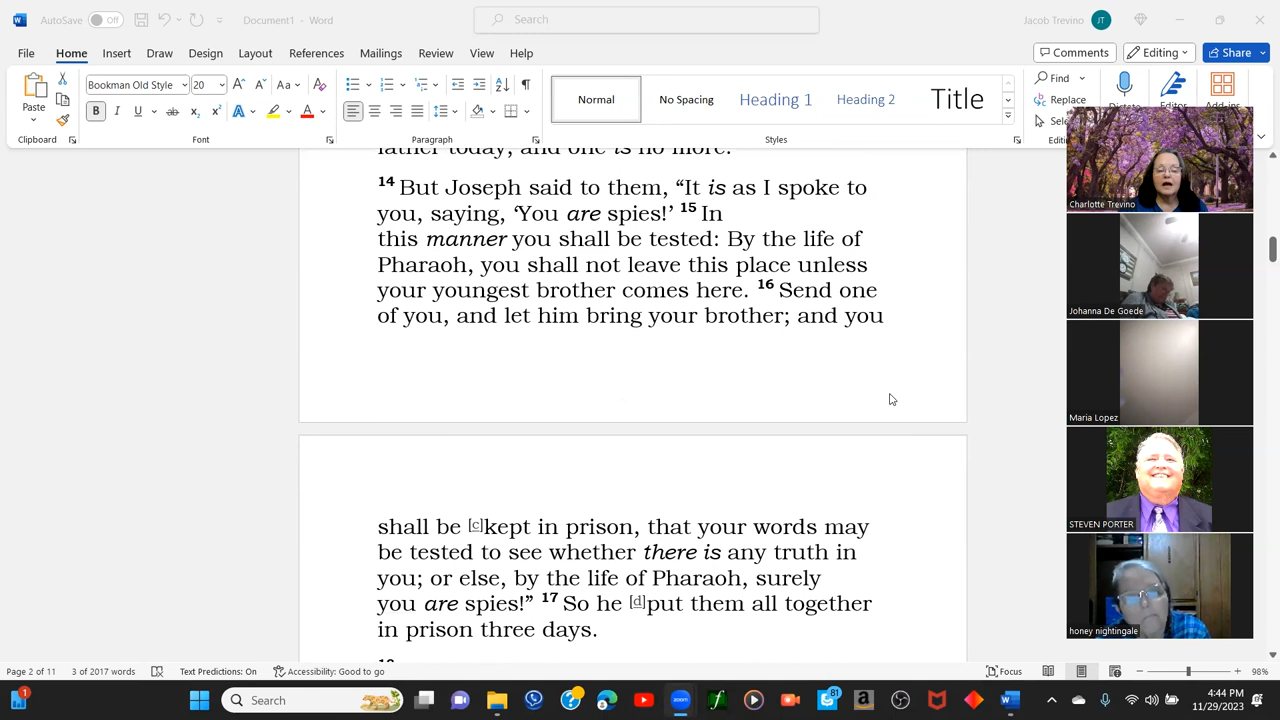 AutoSave Off Document1 - Word Search Jacob Trevino JT
File Home Insert Draw Design Layout References Mailings Review View Help Comments Editing Share
Paste Bookman Old Style 20 Normal No Spacing Heading 1 Heading 2 Title Find Replace Dictate Editor Add-ins
Clipboard Font Paragraph Styles
father today, and one is no more.
14 But Joseph said to them, “It is as I spoke to
you, saying, ‘You are spies!’ 15 In
this manner you shall be tested: By the life of
Pharaoh, you shall not leave this place unless
your youngest brother comes here. 16 Send one
of you, and let him bring your brother; and you
shall be [c]kept in prison, that your words may
be tested to see whether there is any truth in
you; or else, by the life of Pharaoh, surely
you are spies!” 17 So he [d]put them all together
in prison three days.
18
Charlotte Trevino
Johanna De Goede
Maria Lopez
STEVEN PORTER
honey nightingale
Page 2 of 11 3 of 2017 words Text Predictions: On Accessibility: Good to go Focus 98%
1 Search zoom 81 4:44 PM
11/29/2023